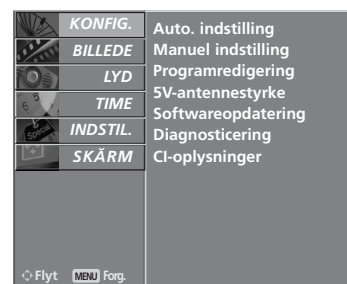 KONFIG.
BILLEDE
LYD
TIME
INDSTIL.
SKÄRM
Auto. indstilling
Manuel indstilling
Programredigering
5V-antennestyrke
Softwareopdatering
Diagnosticering
CI-oplysninger
Flyt MENU Forg.
Special